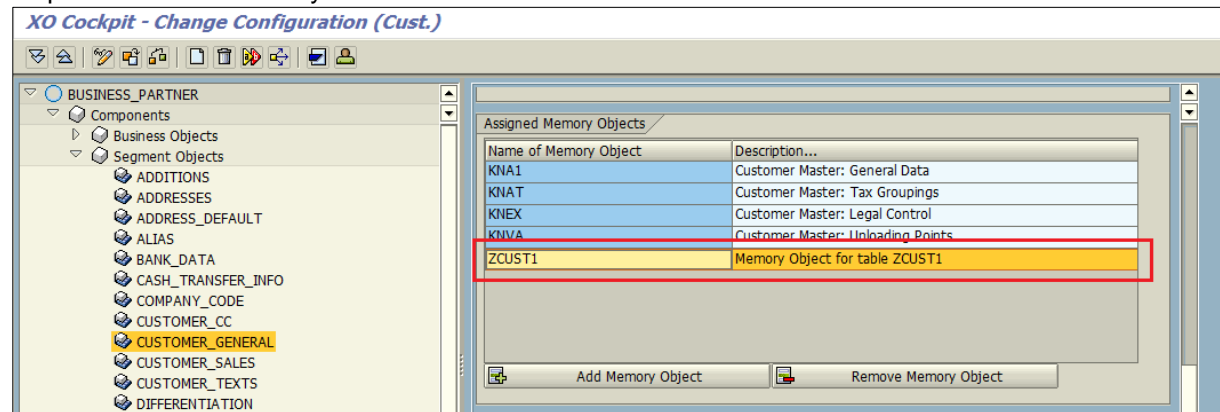 XO Cockpit - Change Configuration (Cust.)
BUSINESS_PARTNER
Components
Business Objects
Segment Objects
ADDITIONS
ADDRESSES
ADDRESS_DEFAULT
ALIAS
BANK_DATA
CASH_TRANSFER_INFO
COMPANY_CODE
CUSTOMER_CC
CUSTOMER_GENERAL
CUSTOMER_SALES
CUSTOMER_TEXTS
DIFFERENTIATION
Assigned Memory Objects
Name of Memory Object Description...
KNA1 Customer Master: General Data
KNAT Customer Master: Tax Groupings
KNEX Customer Master: Legal Control
KNVA Customer Master: Unloading Points
ZCUST1 Memory Object for table ZCUST1
Add Memory Object Remove Memory Object